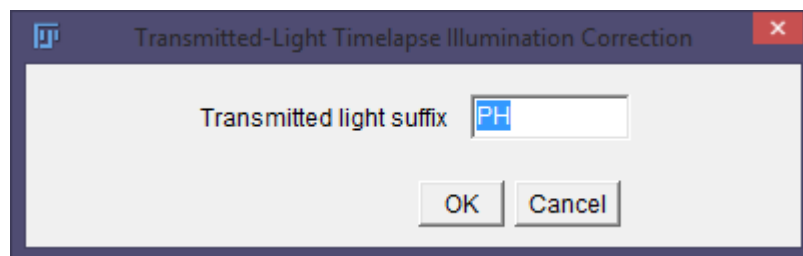 Transmitted-Light Timelapse Illumination Correction
Transmitted light suffix PH
OK Cancel